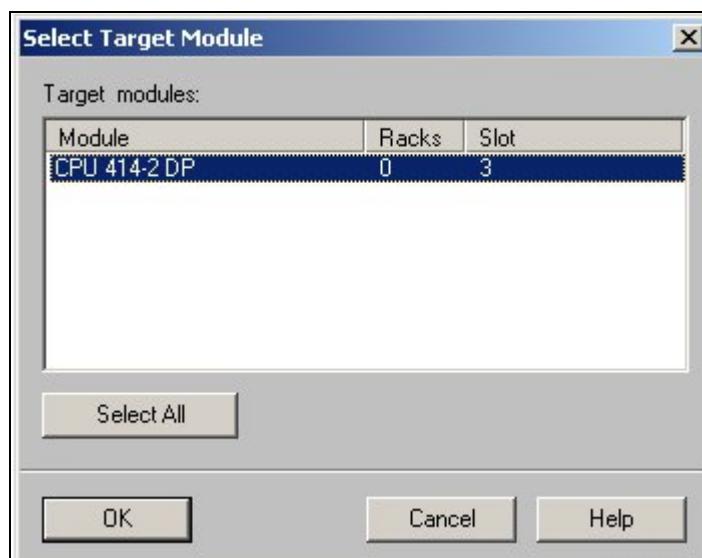 Select Target Module
Target modules:
Module Racks Slot
CPU 414-2 DP 0 3
Select All
OK Cancel Help